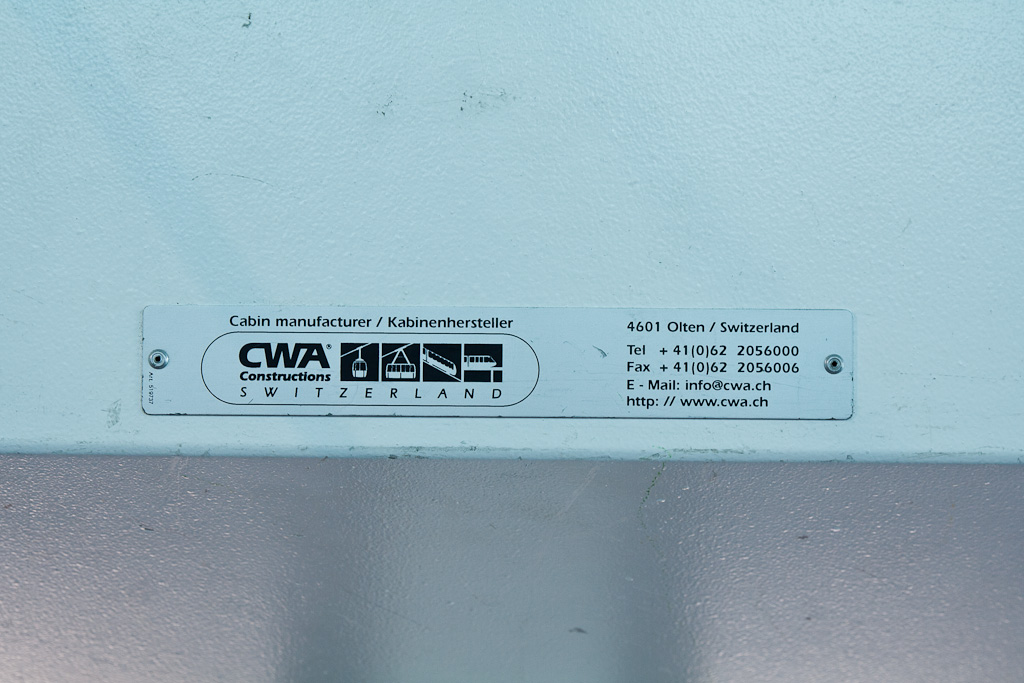 Cabin manufacturer / Kabinenhersteller
CWA®
Constructions
SWITZERLAND
4601 Olten / Switzerland
Tel + 41(0)62 2056000
Fax + 41(0)62 2056006
E - Mail: info@cwa.ch
http: // www.cwa.ch